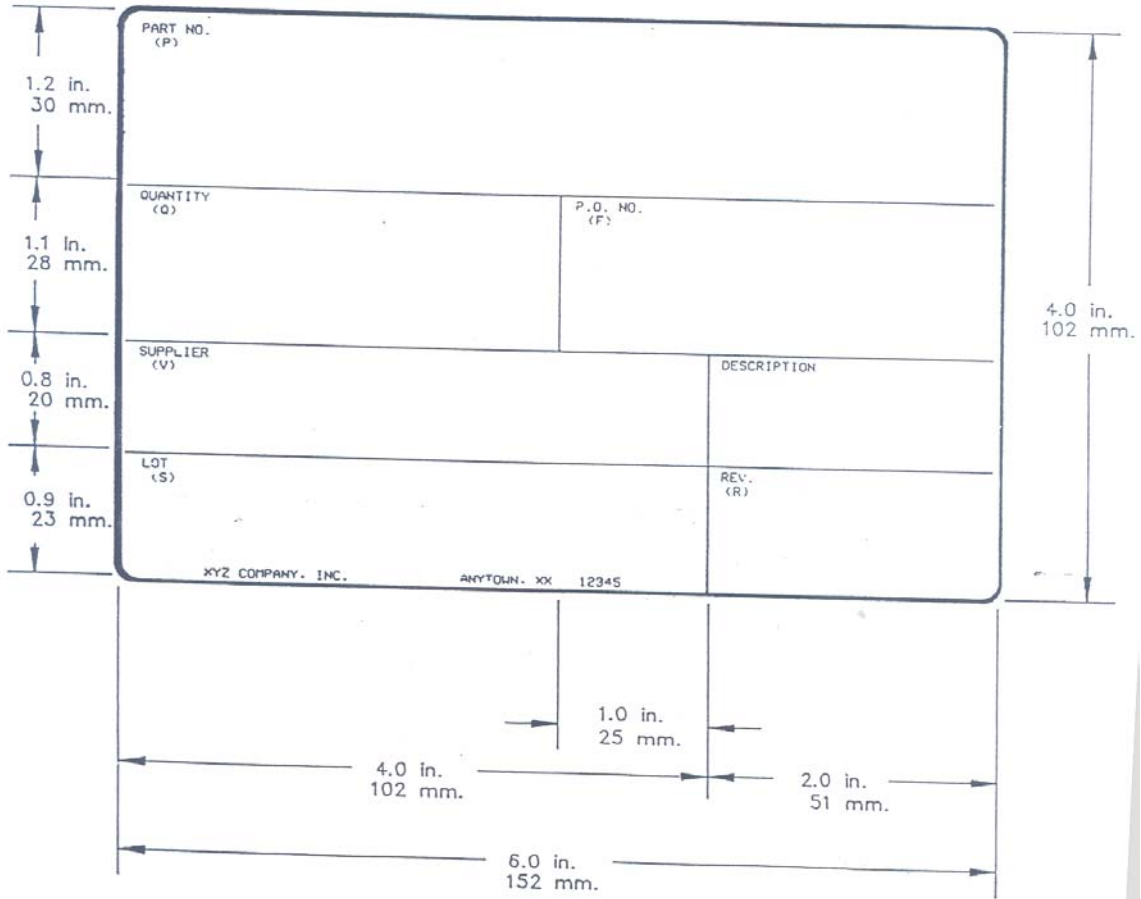 PART NO.
(P)
1.2 in.
30 mm.
QUANTITY
(Q)
P.O. NO.
(F)
1.1 in.
28 mm.
4.0 in.
102 mm.
SUPPLIER
(V)
DESCRIPTION
0.8 in.
20 mm.
LOT
(S)
REV.
(R)
0.9 in.
23 mm.
XYZ COMPANY. INC. ANYTOWN. XX 12345
1.0 in.
25 mm.
4.0 in.
102 mm.
2.0 in.
51 mm.
6.0 in.
152 mm.